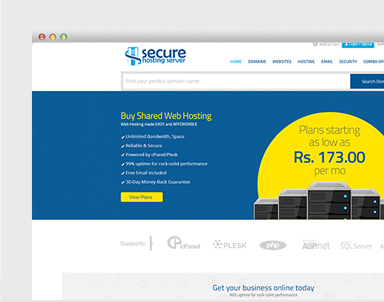 Add to Cart
Login / Signup
secure
hosting server
HOME DOMAINS WEBSITES HOSTING EMAIL SECURITY COMBO OF
Find your perfect domain name
Search Dom
Buy Shared Web Hosting
Web Hosting made EASY and AFFORDABLE
Unlimited Bandwidth, Space
Reliable & Secure
Powered by cPanel/Plesk
99% uptime for rock-solid performance
Free Email included
30-Day Money-Back Guarantee
View Plans
Plans starting
as low as
Rs. 173.00
per mo
Supports
cPanel
PLESK
php
ASP.net
SQL Server
Get your business online today
99% uptime for rock-solid performance